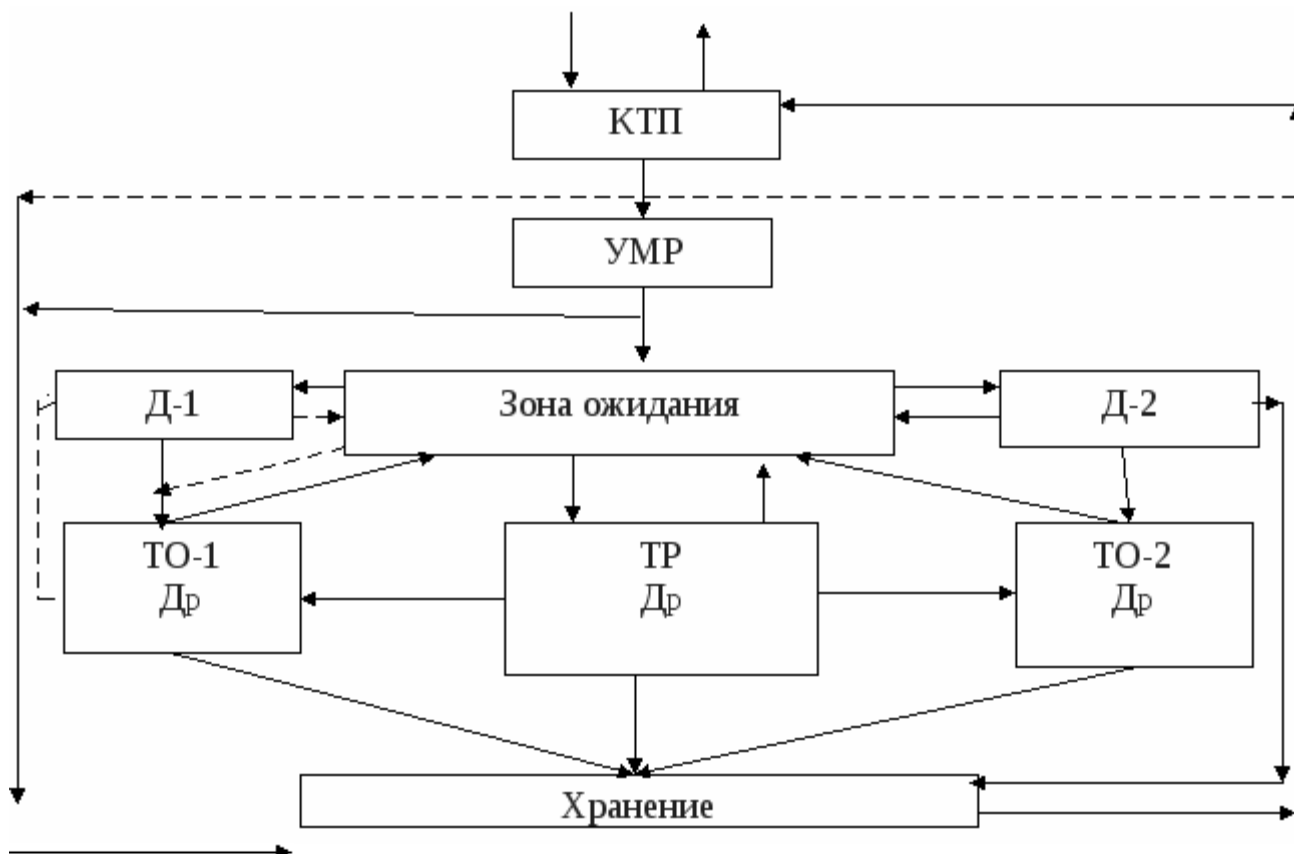 КТП
УМР
Д-1
Зона ожидания
Д-2
ТО-1
Др
ТР
Др
ТО-2
Др
Хранение